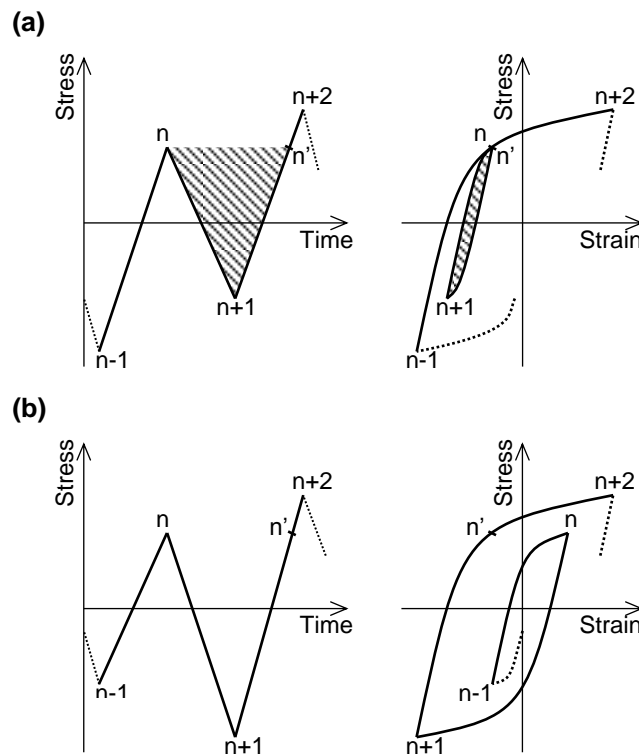 (a)
Stress
n
n+2
n'
Time
n+1
n-1
Stress
n+2
n
n'
Strain
n+1
n-1
(b)
Stress
n+2
n
n'
Time
n-1
n+1
Stress
n+2
n'
n
Strain
n-1
n+1